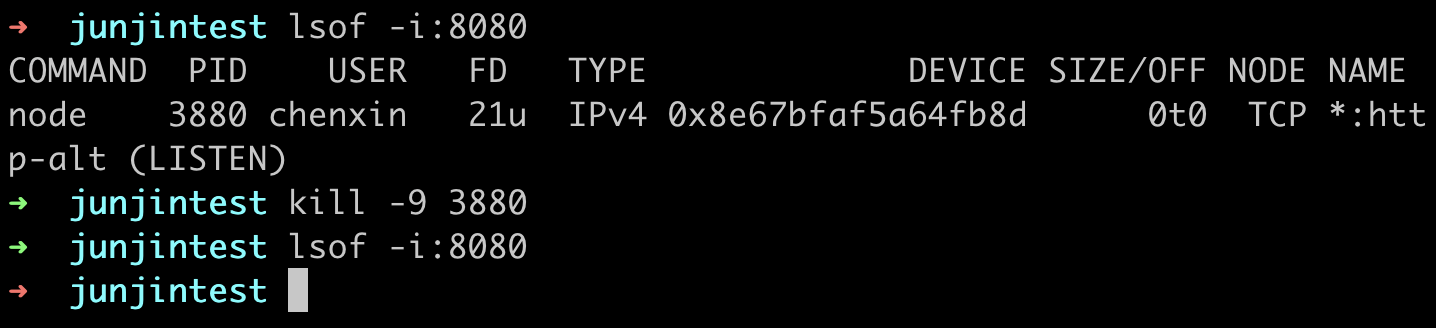 ➜  junjintest lsof -i:8080
COMMAND  PID    USER   FD   TYPE             DEVICE SIZE/OFF NODE NAME
node    3880 chenxin   21u  IPv4 0x8e67bfaf5a64fb8d      0t0  TCP *:htt
p-alt (LISTEN)
➜  junjintest kill -9 3880
➜  junjintest lsof -i:8080
➜  junjintest